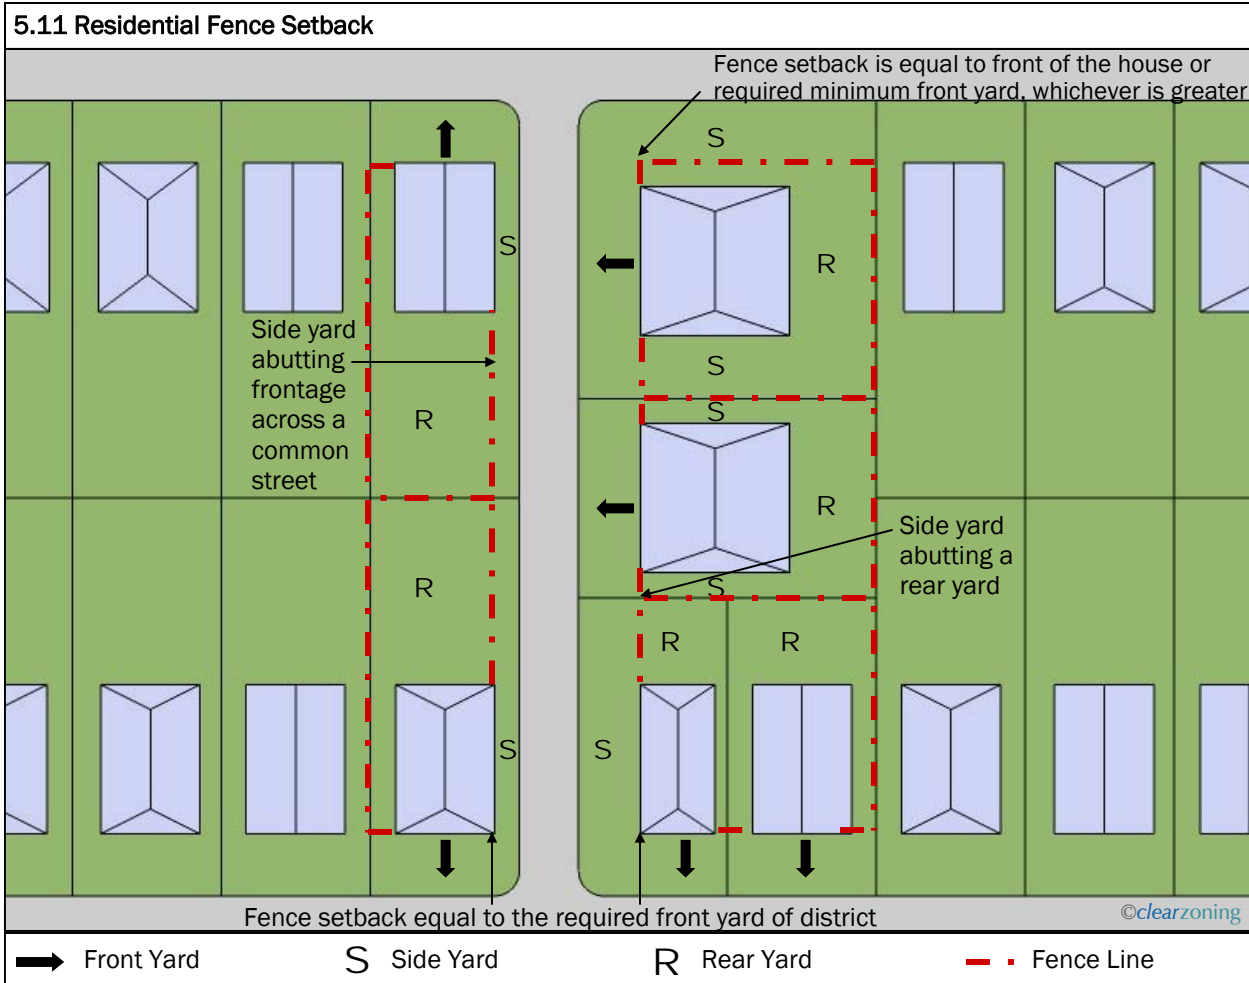 5.11 Residential Fence Setback
Fence setback is equal to front of the house or
required minimum front yard, whichever is greater
S
S
R
Side yard
abutting
frontage
across a
common
street
S
R
S
R
Side yard
abutting a
rear yard
S
R
R
R
R
S
S
Fence setback equal to the required front yard of district
©clearzoning
Front Yard
S Side Yard
R Rear Yard
Fence Line